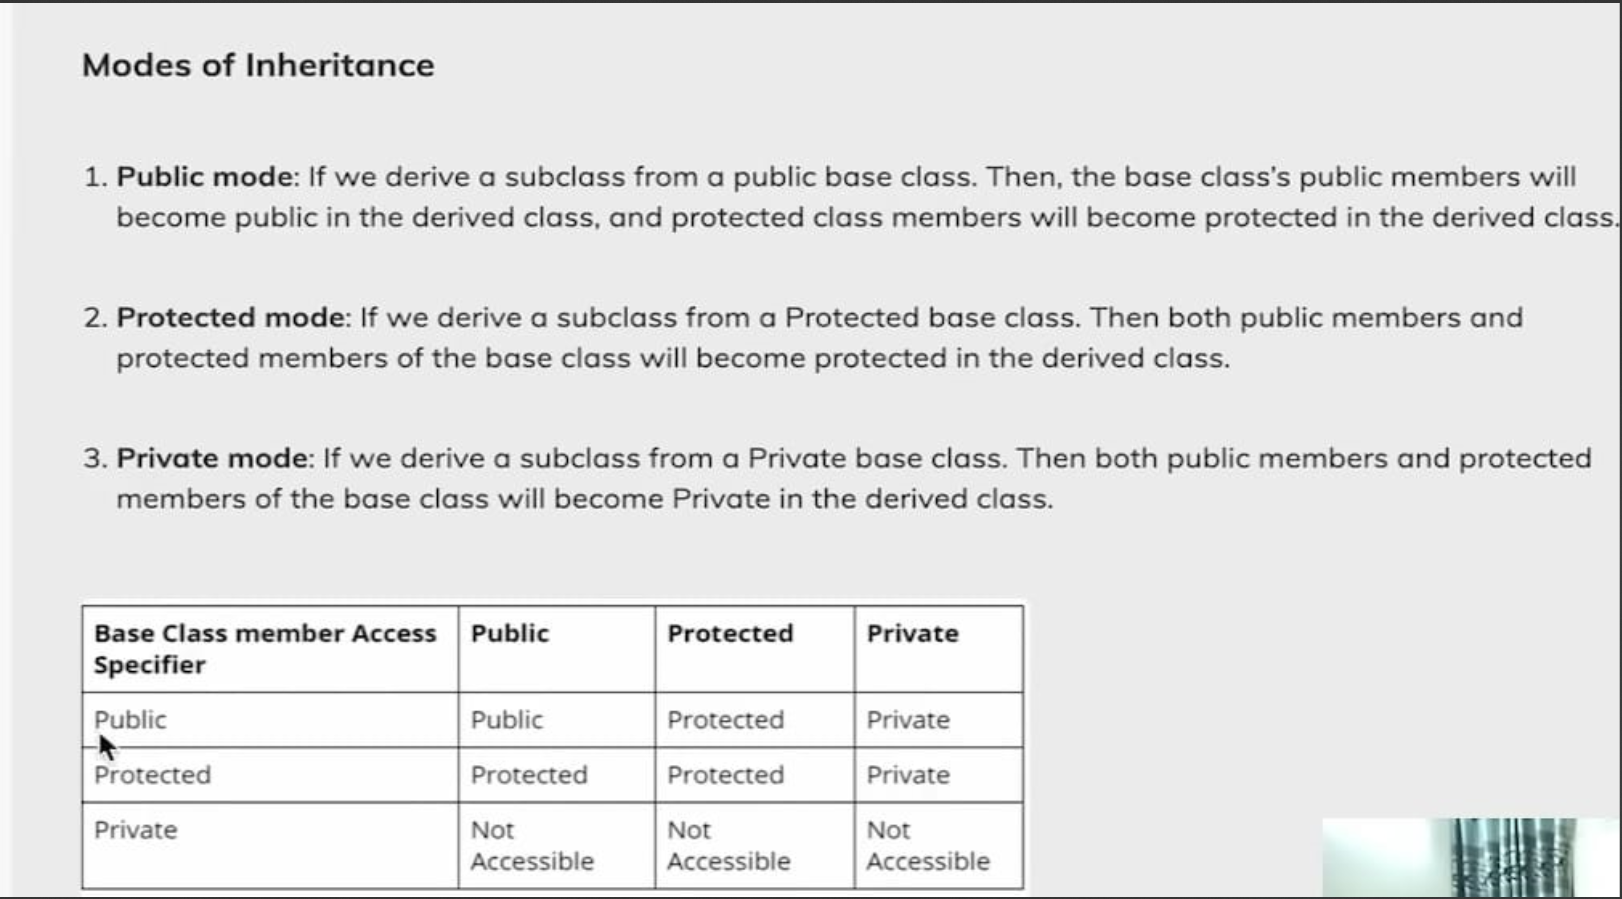 Modes of Inheritance
1. Public mode: If we derive a subclass from a public base class. Then, the base class's public members will
become public in the derived class, and protected class members will become protected in the derived class.
2. Protected mode: If we derive a subclass from a Protected base class. Then both public members and
protected members of the base class will become protected in the derived class.
3. Private mode: If we derive a subclass from a Private base class. Then both public members and protected
members of the base class will become Private in the derived class.
Base Class member Access Specifier Public Protected Private
Public Public Protected Private
Protected Protected Protected Private
Private Not Accessible Not Accessible Not Accessible